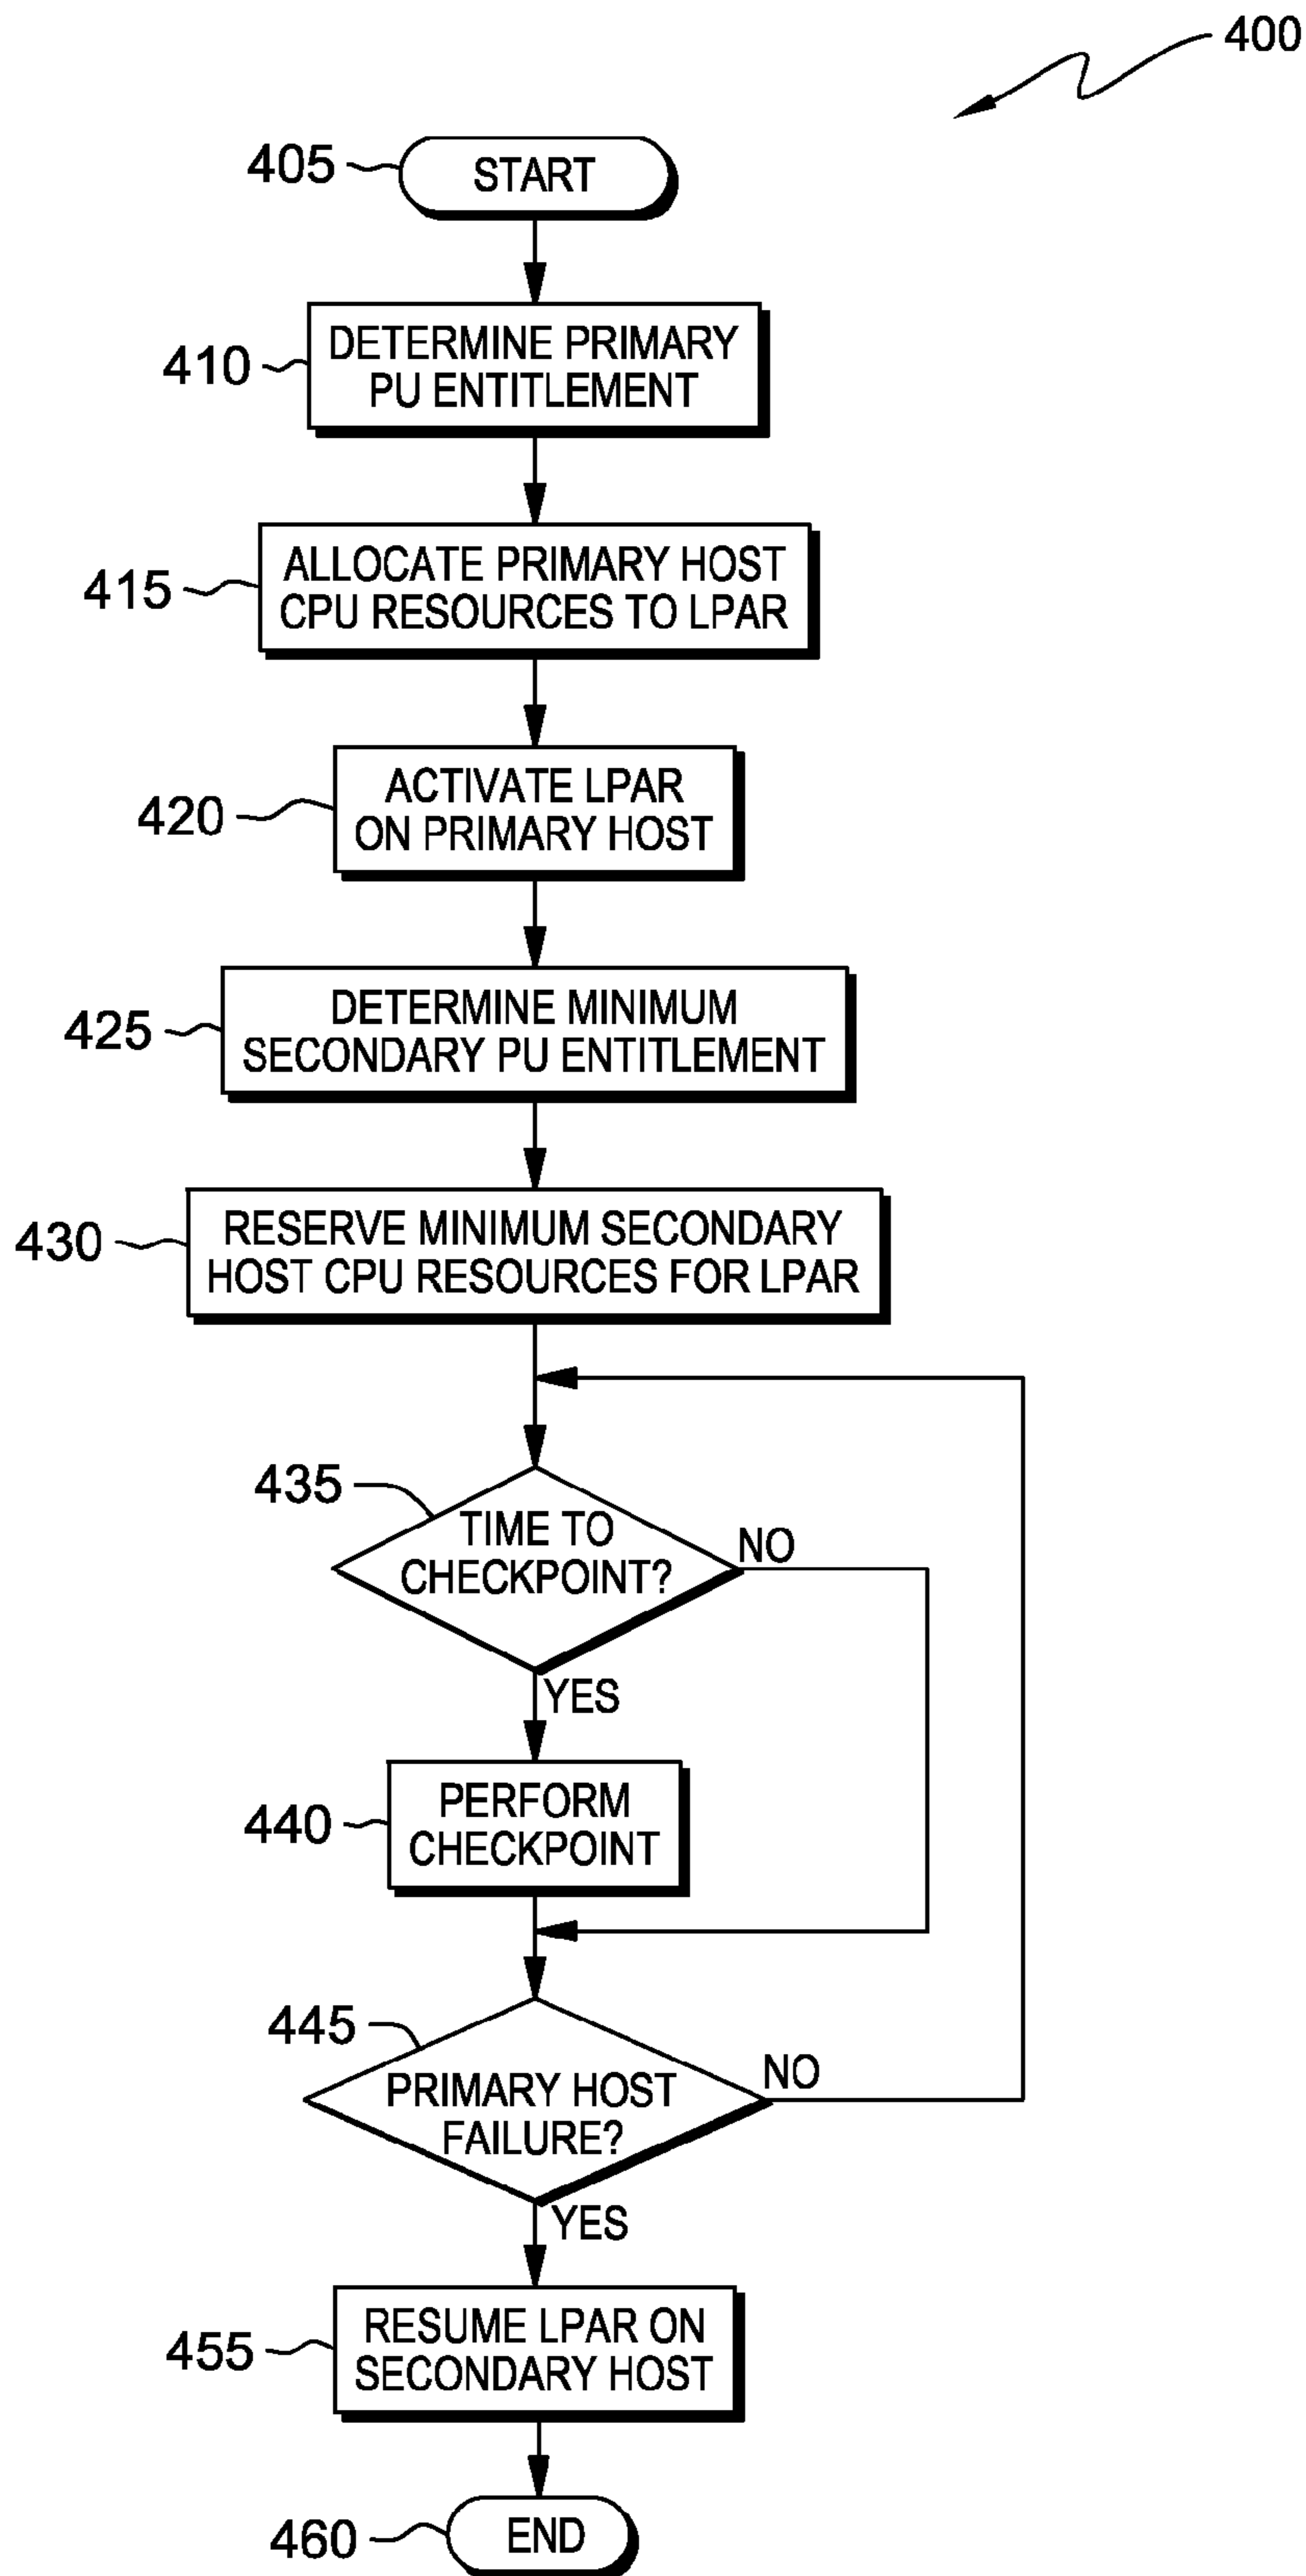 400
405
START
410
DETERMINE PRIMARY
PU ENTITLEMENT
415
ALLOCATE PRIMARY HOST
CPU RESOURCES TO LPAR
420
ACTIVATE LPAR
ON PRIMARY HOST
425
DETERMINE MINIMUM
SECONDARY PU ENTITLEMENT
430
RESERVE MINIMUM SECONDARY
HOST CPU RESOURCES FOR LPAR
435
TIME TO
CHECKPOINT?
NO
YES
440
PERFORM
CHECKPOINT
445
PRIMARY HOST
FAILURE?
NO
YES
455
RESUME LPAR ON
SECONDARY HOST
460
END